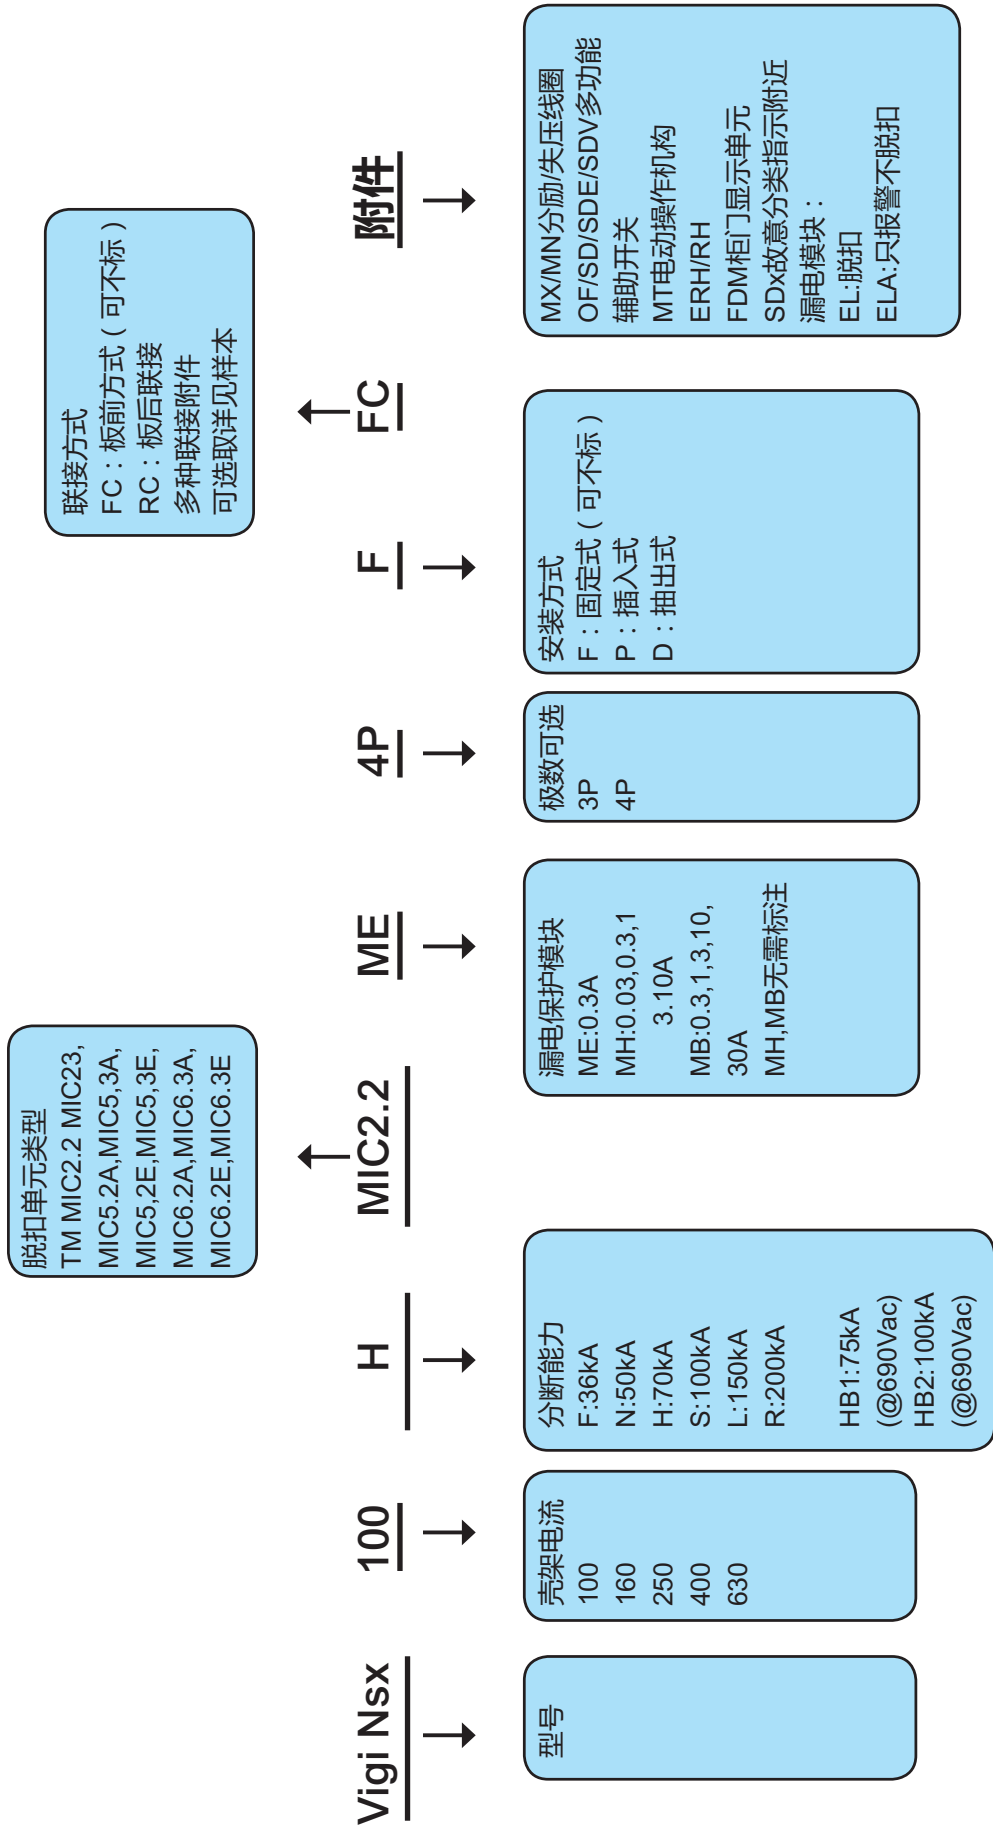 Vigi Nsx
100
H
MIC2.2
ME
4P
F
FC
附件
脱扣单元类型
TM MIC2.2 MIC23,
MIC5.2A,MIC5,3A,
MIC5,2E,MIC5,3E,
MIC6.2A,MIC6.3A,
MIC6.2E,MIC6.3E
联接方式
FC：板前方式（可不标）
RC：板后联接
多种联接附件
可选取详见样本
型号
壳架电流
100
160
250
400
630
分断能力
F:36kA
N:50kA
H:70kA
S:100kA
L:150kA
R:200kA
HB1:75kA
(@690Vac)
HB2:100kA
(@690Vac)
漏电保护模块
ME:0.3A
MH:0.03,0.3,1
3.10A
MB:0.3,1,3,10,
30A
MH,MB无需标注
极数可选
3P
4P
安装方式
F：固定式（可不标）
P：插入式
D：抽出式
MX/MN分励/失压线圈
OF/SD/SDE/SDV多功能
辅助开关
MT电动操作机构
ERH/RH
FDM柜门显示单元
SDx故意分类指示附近
漏电模块：
EL:脱扣
ELA:只报警不脱扣